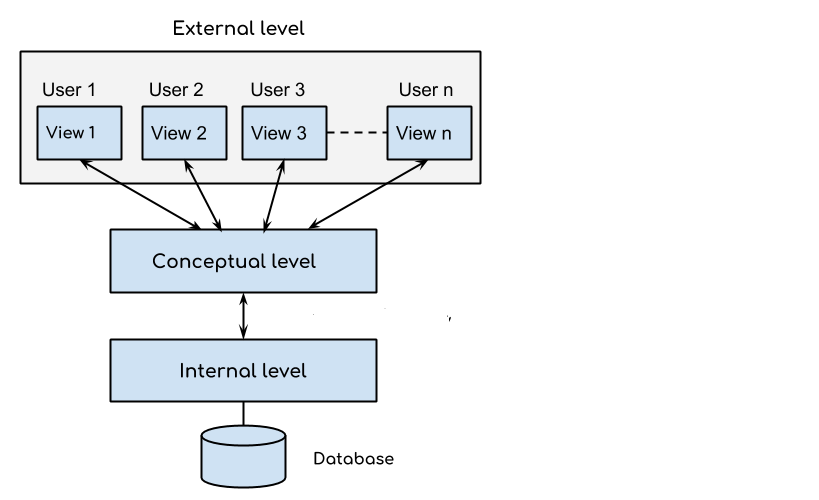 External level
User 1
User 2
User 3
User n
View 1
View 2
View 3
View n
Conceptual level
Internal level
Database